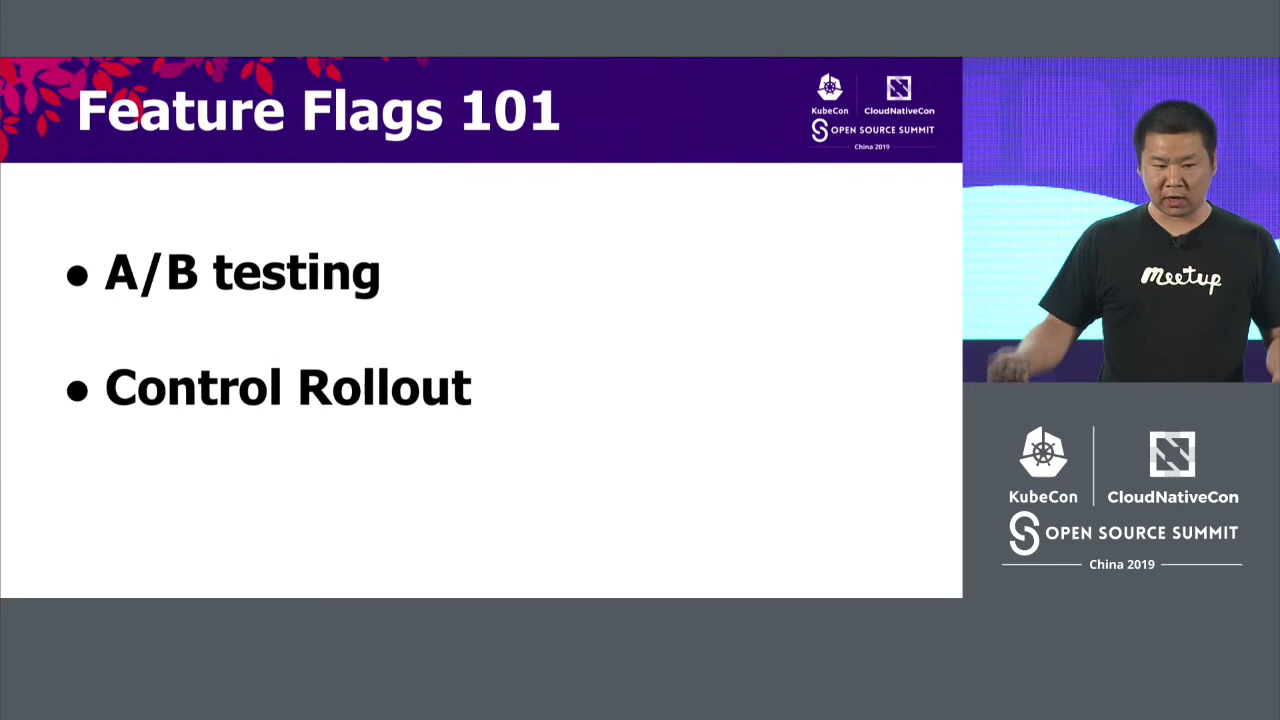 Feature Flags 101
KubeCon
CloudNativeCon
OPEN SOURCE SUMMIT
China 2019
● A/B testing
● Control Rollout
Meetup
KubeCon
CloudNativeCon
OPEN SOURCE SUMMIT
China 2019